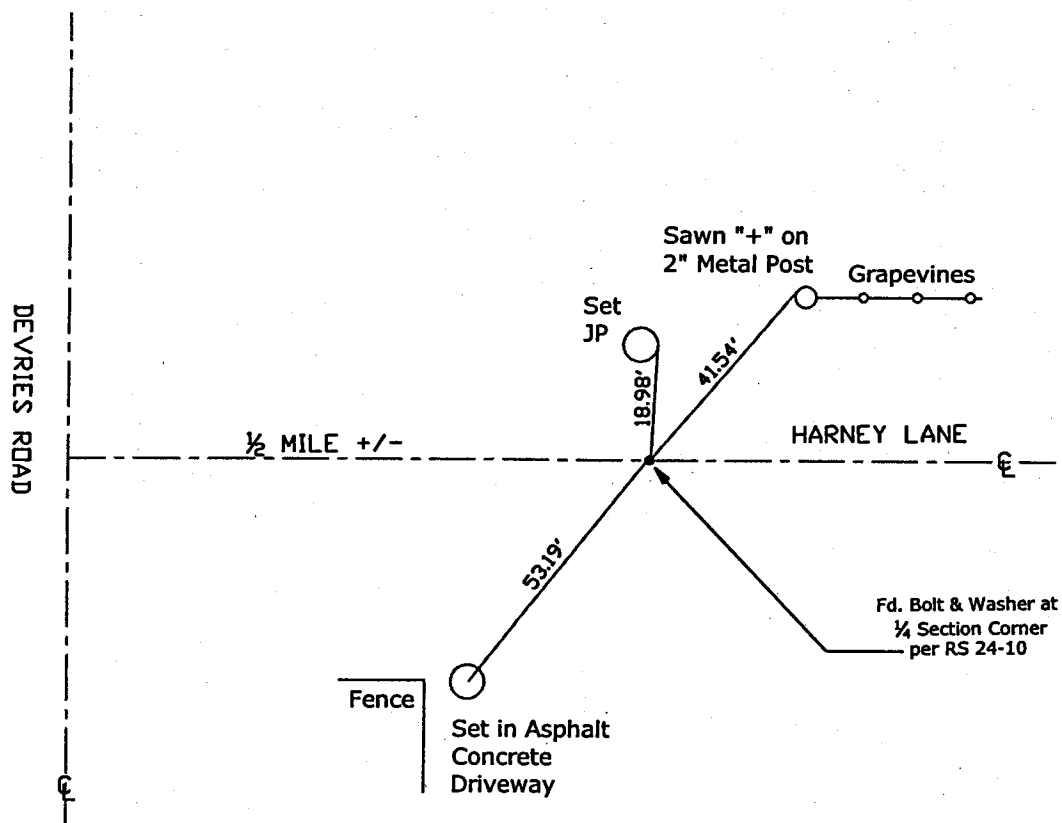 Sawn "+" on
2" Metal Post
Grapevines
Set
JP
18.98'
41.54'
DEVRIES ROAD
½ MILE +/-
HARNEY LANE
℄
53.19'
Fd. Bolt & Washer at
¼ Section Corner
per RS 24-10
Fence
Set in Asphalt
Concrete
Driveway
℄